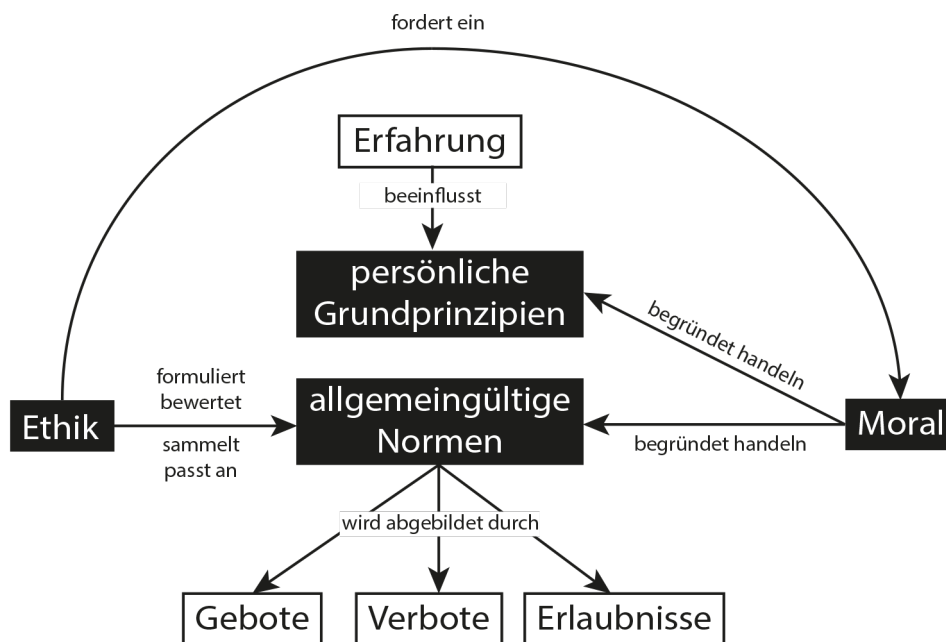 fordert ein
Erfahrung
beeinflusst
persönliche
Grundprinzipien
begründet handeln
formuliert
bewertet
allgemeingültige
Normen
Ethik
Moral
sammelt
passt an
begründet handeln
wird abgebildet durch
Gebote
Verbote
Erlaubnisse